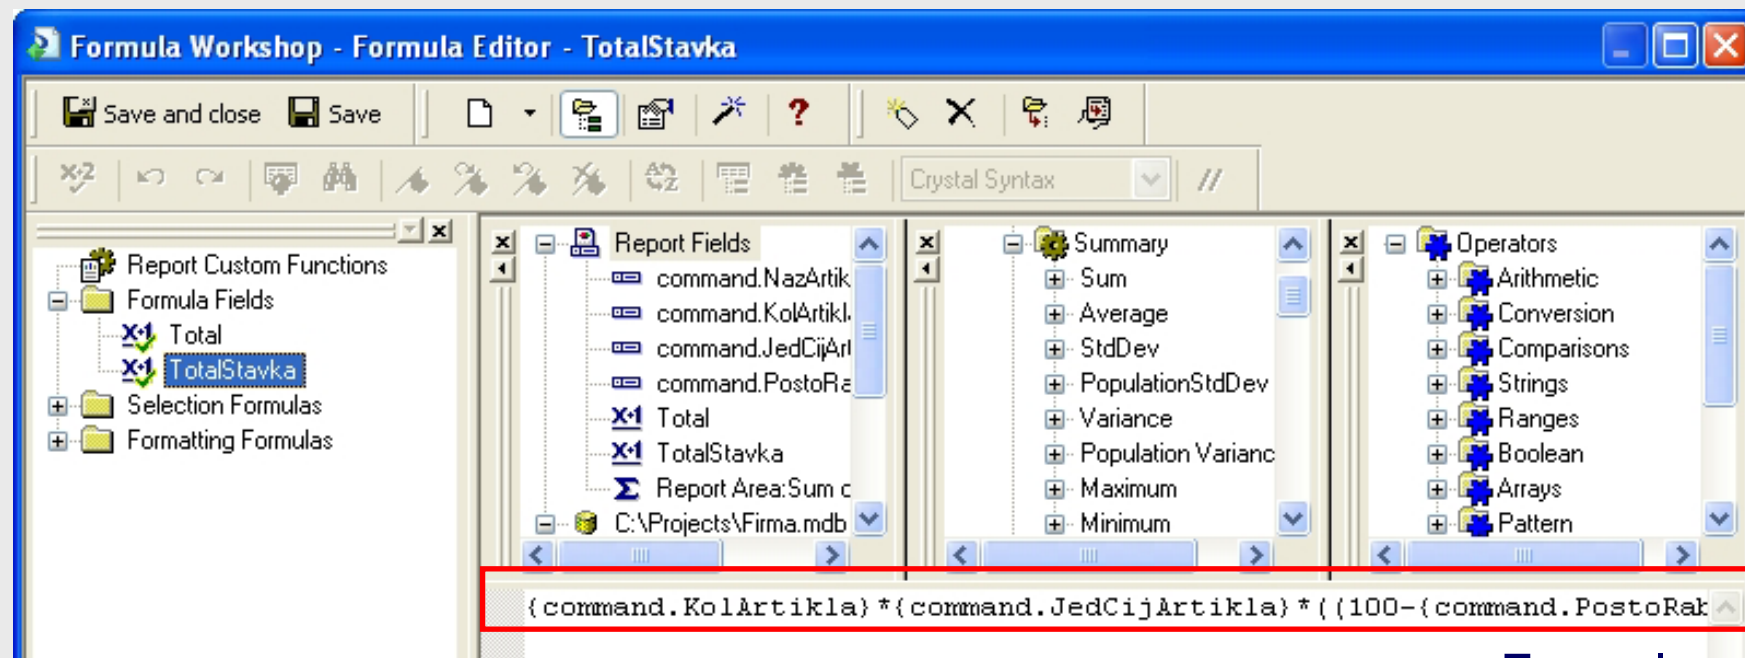 Formula Workshop - Formula Editor - TotalStavka
Save and close Save
Crystal Syntax
Report Custom Functions
Formula Fields
Total
TotalStavka
Selection Formulas
Formatting Formulas
Report Fields
command.NazArtik
command.KolArtikl
command.JedCijArt
command.PostoRa
Total
TotalStavka
Report Area:Sum o
C:\Projects\Firma.mdb
Summary
Sum
Average
StdDev
PopulationStdDev
Variance
Population Varianc
Maximum
Minimum
Operators
Arithmetic
Conversion
Comparisons
Strings
Ranges
Boolean
Arrays
Pattern
{command.KolArtikla}*{command.JedCijArtikla}*((100-{command.PostoRab